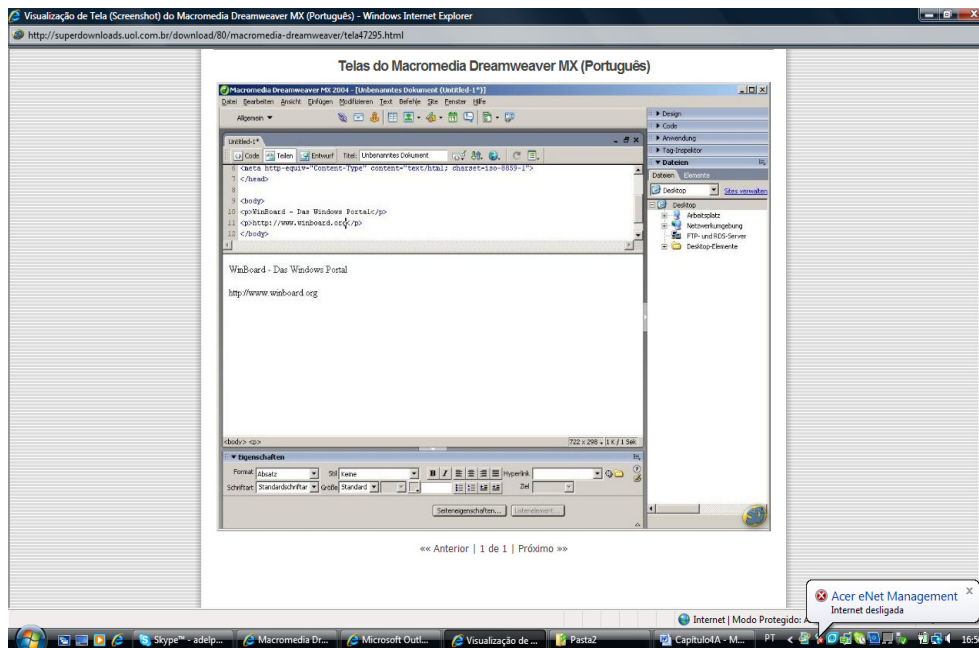 Visualização de Tela (Screenshot) do Macromedia Dreamweaver MX (Português) - Windows Internet Explorer
http://superdownloads.uol.com.br/download/80/macromedia-dreamweaver/tela47295.html
Telas do Macromedia Dreamweaver MX (Português)
Macromedia Dreamweaver MX 2004 - [Unbenanntes Dokument (Untitled-1*)]
Datei Bearbeiten Ansicht Einfügen Modifizieren Text Befehle Site Fenster Hilfe
Allgemein
Design
Code
Anwendung
Tag-Inspektor
Dateien
Untitled-1*
Code Teilen Entwurf Titel: Unbenanntes Dokument
6 <meta http-equiv="Content-Type" content="text/html; charset=iso-8859-1">
7 </head>
8
9 <body>
10 <p>WinBoard - Das Windows Portal</p>
11 <p>http://www.winboard.org</p>
12 </body>
Dateien Elemente
Desktop Sites verwalten
Desktop
Arbeitsplatz
Netzwerkumgebung
FTP- und RDS-Server
Desktop-Elemente
WinBoard - Das Windows Portal
http://www.winboard.org
<body> <p> 722 x 298 1 K / 1 Sek
Eigenschaften
Format Absatz Stil Keine B I Hyperlink
Schriftart Standardschriftar Größe Standard Ziel
Seiteneigenschaften... Listenelement...
«« Anterior | 1 de 1 | Próximo »»
Acer eNet Management
Internet desligada
Internet | Modo Protegido:
Skype™ - adelp... Macromedia Dr... Microsoft Outl... Visualização de ... Pasta2 Capitulo4A - M... PT 16:5